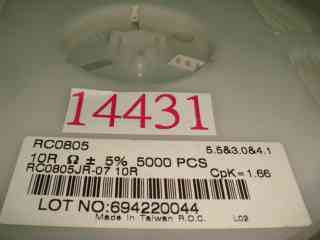 14431
RC0805
5.5&3.0&4.1
10R Ω ± 5% 5000 PCS
RC0805JR-07 10R
CpK=1.66
LOT NO:694220044
Made In Taiwan R.O.C.
L02